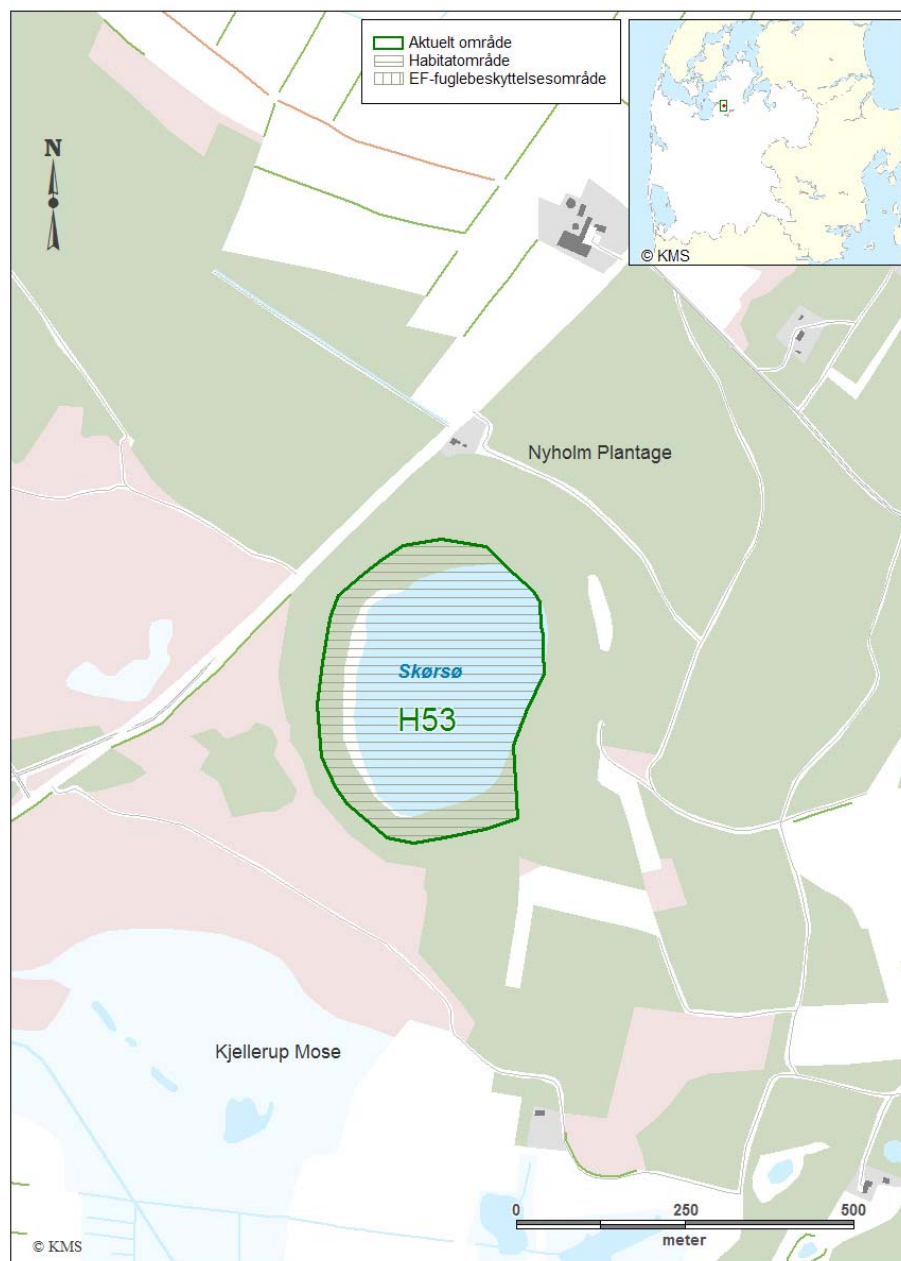 Aktuelt område
Habitatområde
EF-fuglebeskyttelsesområde
© KMS
N
Nyholm Plantage
Skørsø
H53
Kjellerup Mose
0 250 500
meter
© KMS